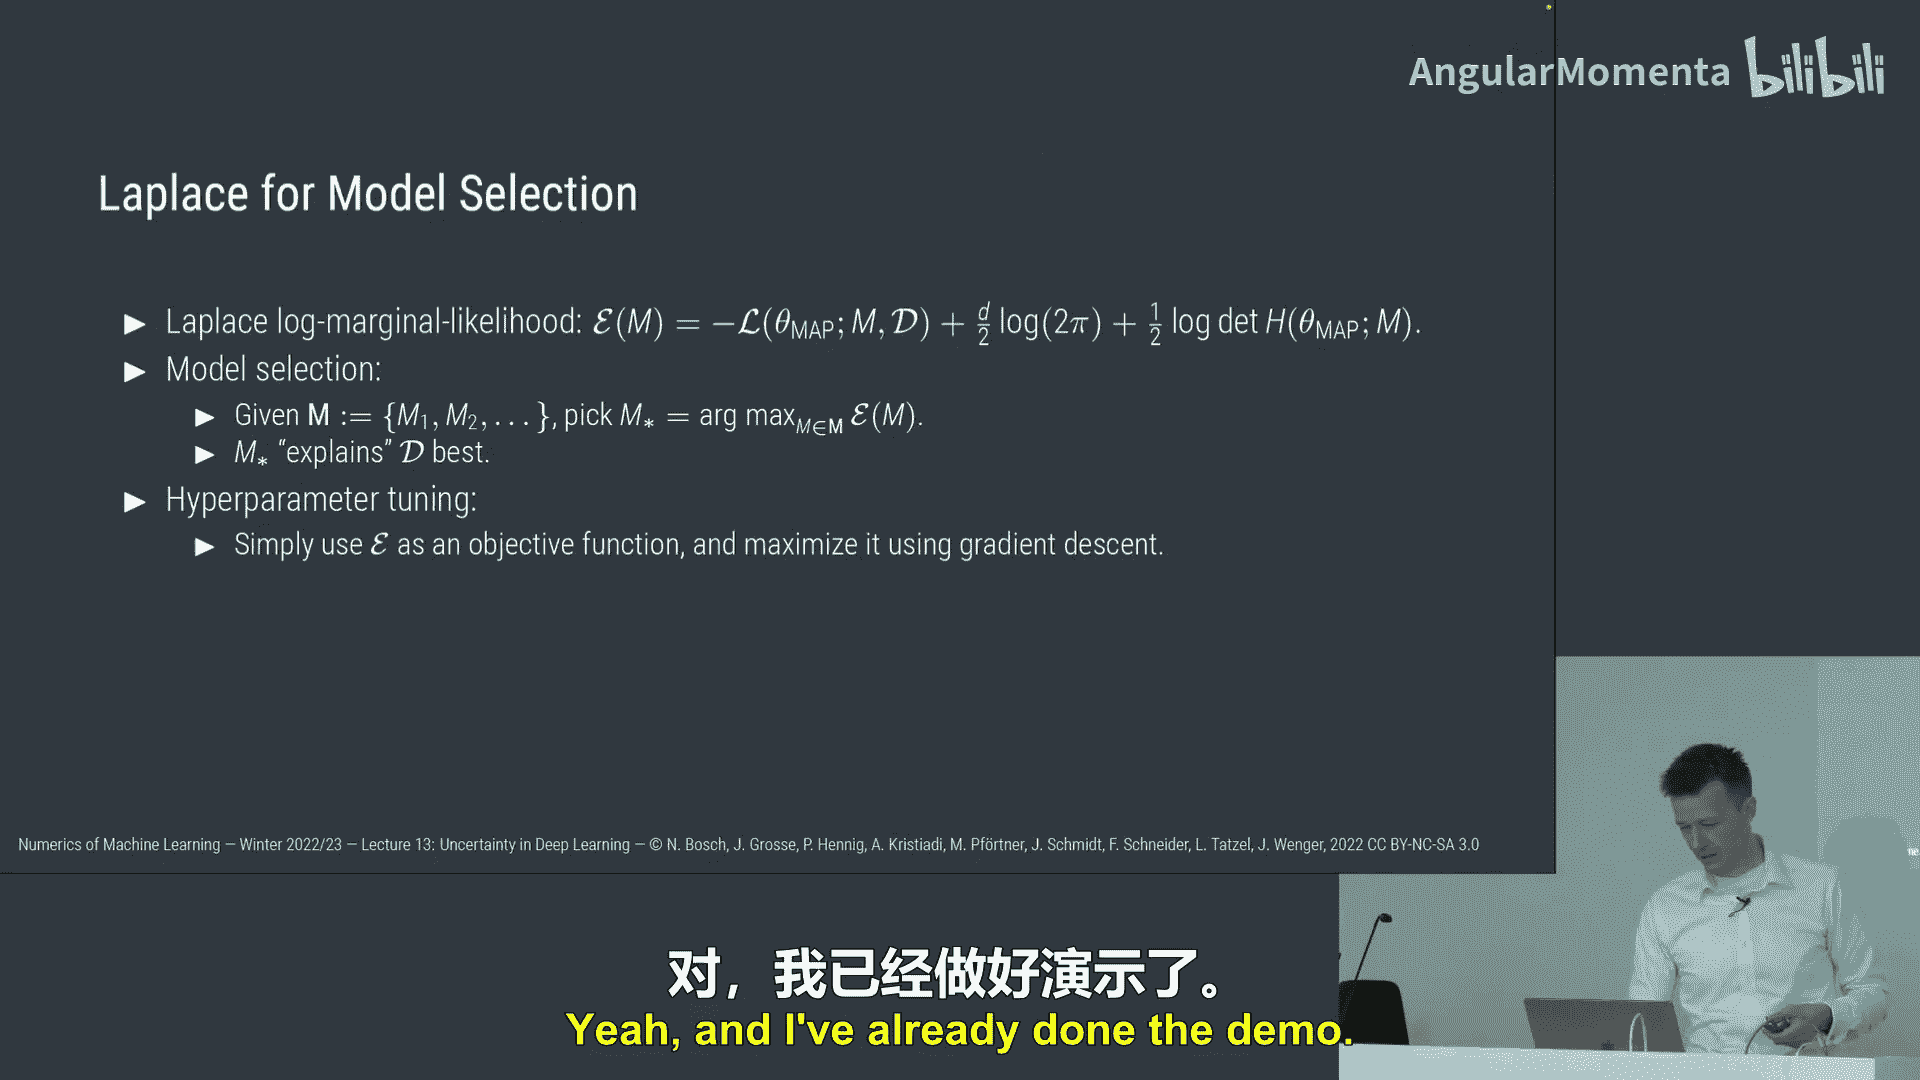 AngularMomenta bilibili
Laplace for Model Selection
▶ Laplace log-marginal-likelihood: ℰ(M) = −ℒ(θ_MAP; M, 𝒟) + d/2 log(2π) + 1/2 log det H(θ_MAP; M).
▶ Model selection:
▶ Given M := {M₁, M₂, . . . }, pick M∗ = arg max_{M∈M} ℰ(M).
▶ M∗ “explains” 𝒟 best.
▶ Hyperparameter tuning:
▶ Simply use ℰ as an objective function, and maximize it using gradient descent.
Numerics of Machine Learning — Winter 2022/23 — Lecture 13: Uncertainty in Deep Learning — © N. Bosch, J. Grosse, P. Hennig, A. Kristiadi, M. Pförtner, J. Schmidt, F. Schneider, L. Tatzel, J. Wenger, 2022 CC BY-NC-SA 3.0
对，我已经做好演示了。
Yeah, and I've already done the demo.